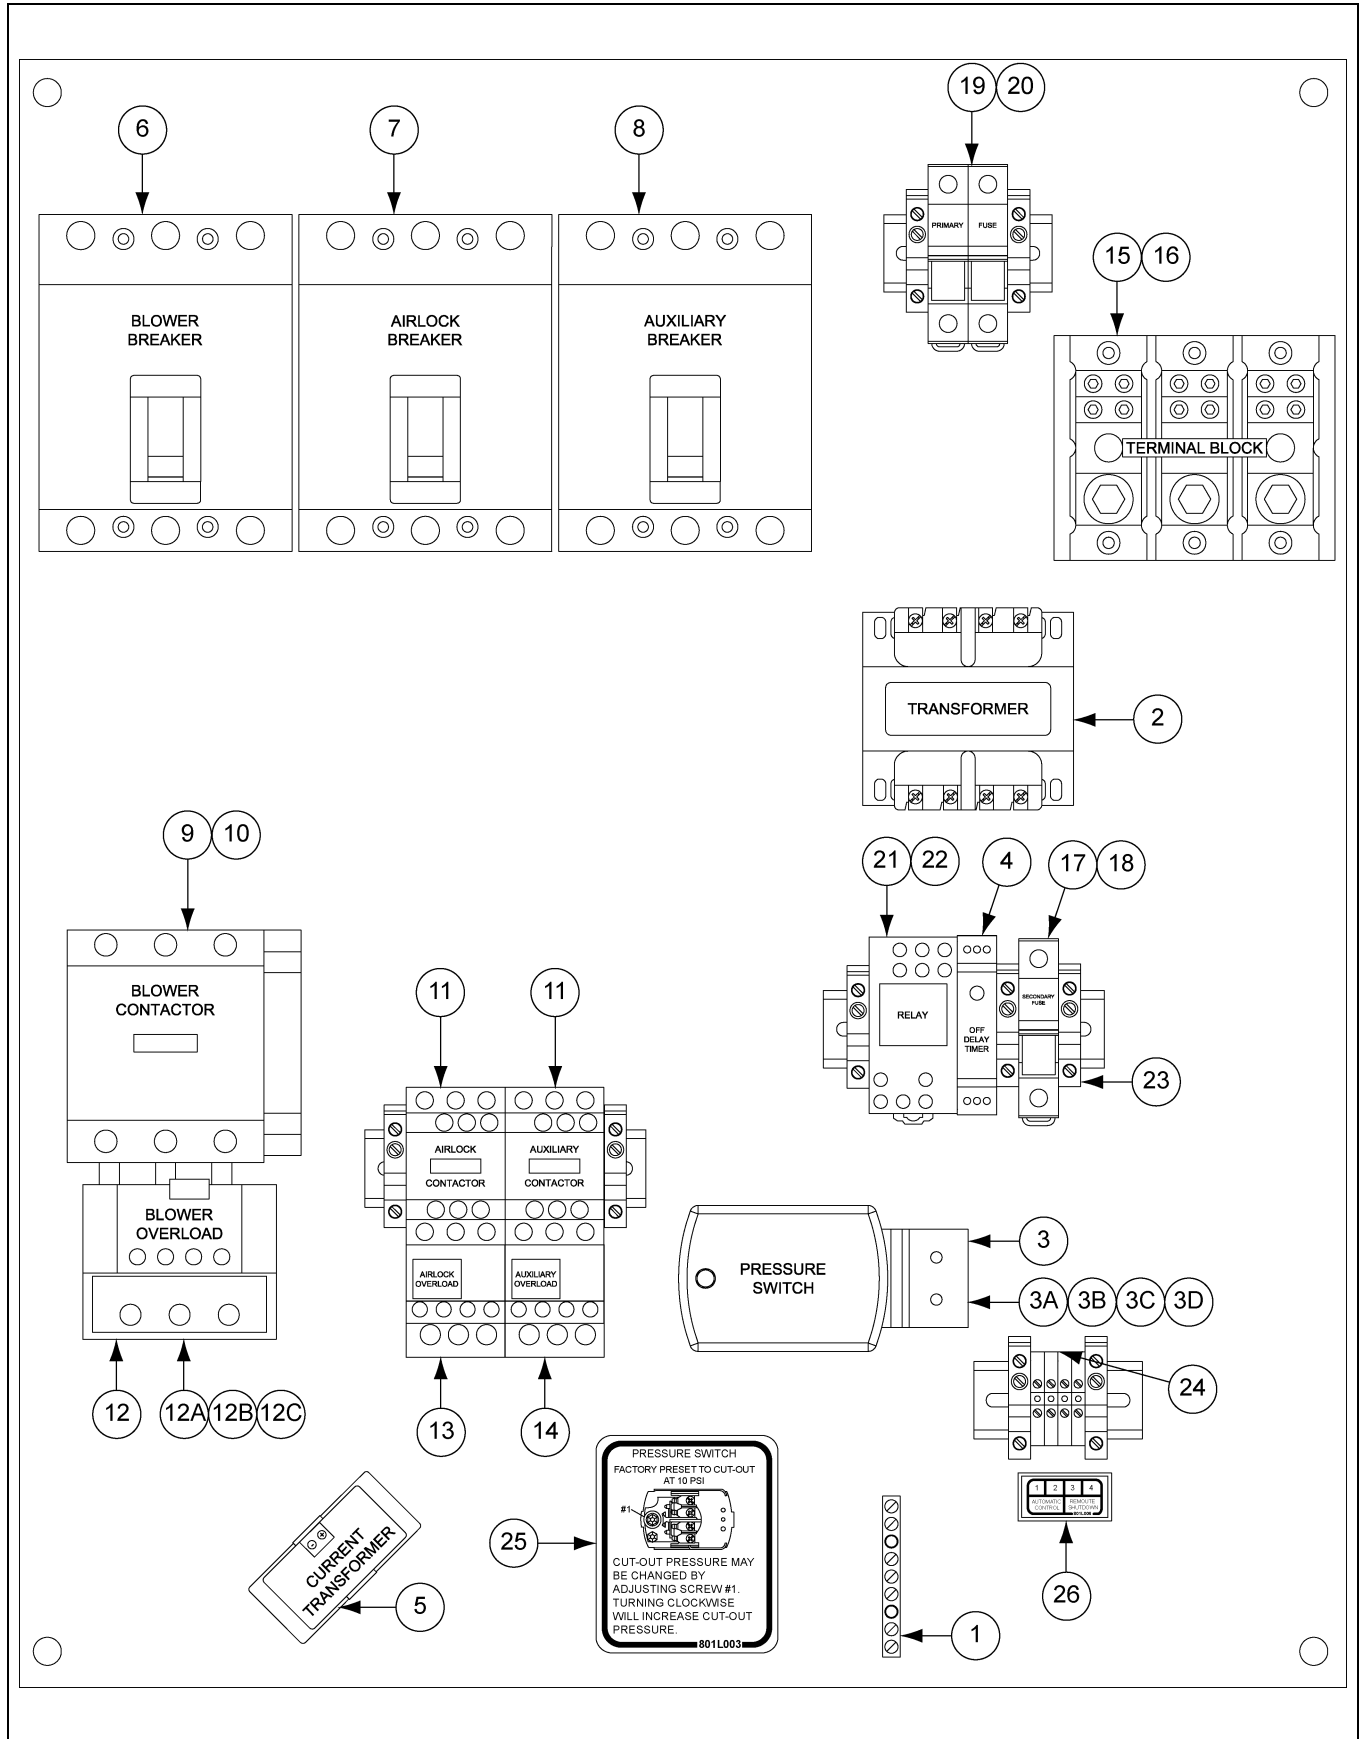 19 20
6
7
8
PRIMARY FUSE
15 16
BLOWER
BREAKER
AIRLOCK
BREAKER
AUXILIARY
BREAKER
TERMINAL BLOCK
TRANSFORMER
2
9 10
21 22
4
17 18
BLOWER
CONTACTOR
11
11
RELAY
SECONDARY
FUSE
OFF
DELAY
TIMER
23
AIRLOCK
CONTACTOR
AUXILIARY
CONTACTOR
BLOWER
OVERLOAD
AIRLOCK
OVERLOAD
AUXILIARY
OVERLOAD
PRESSURE
SWITCH
3
3A 3B 3C 3D
12
12A 12B 12C
13
14
24
PRESSURE SWITCH
FACTORY PRESET TO CUT-OUT
AT 10 PSI
#1
CUT-OUT PRESSURE MAY
BE CHANGED BY
ADJUSTING SCREW #1.
TURNING CLOCKWISE
WILL INCREASE CUT-OUT
PRESSURE.
801L003
25
CURRENT
TRANSFORMER
5
1
1 2 3 4
AUTOMATIC
CONTROL
REMOUTE
SHUTDOWN
801L006
26